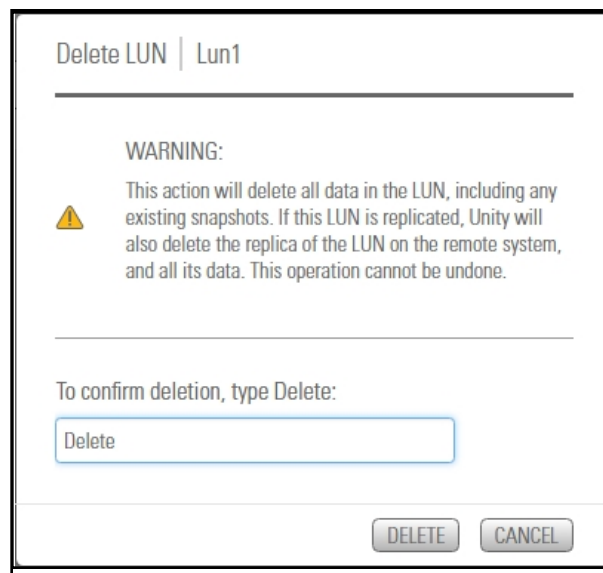 Delete LUN | Lun1
WARNING:
This action will delete all data in the LUN, including any
existing snapshots. If this LUN is replicated, Unity will
also delete the replica of the LUN on the remote system,
and all its data. This operation cannot be undone.
To confirm deletion, type Delete:
Delete
DELETE CANCEL